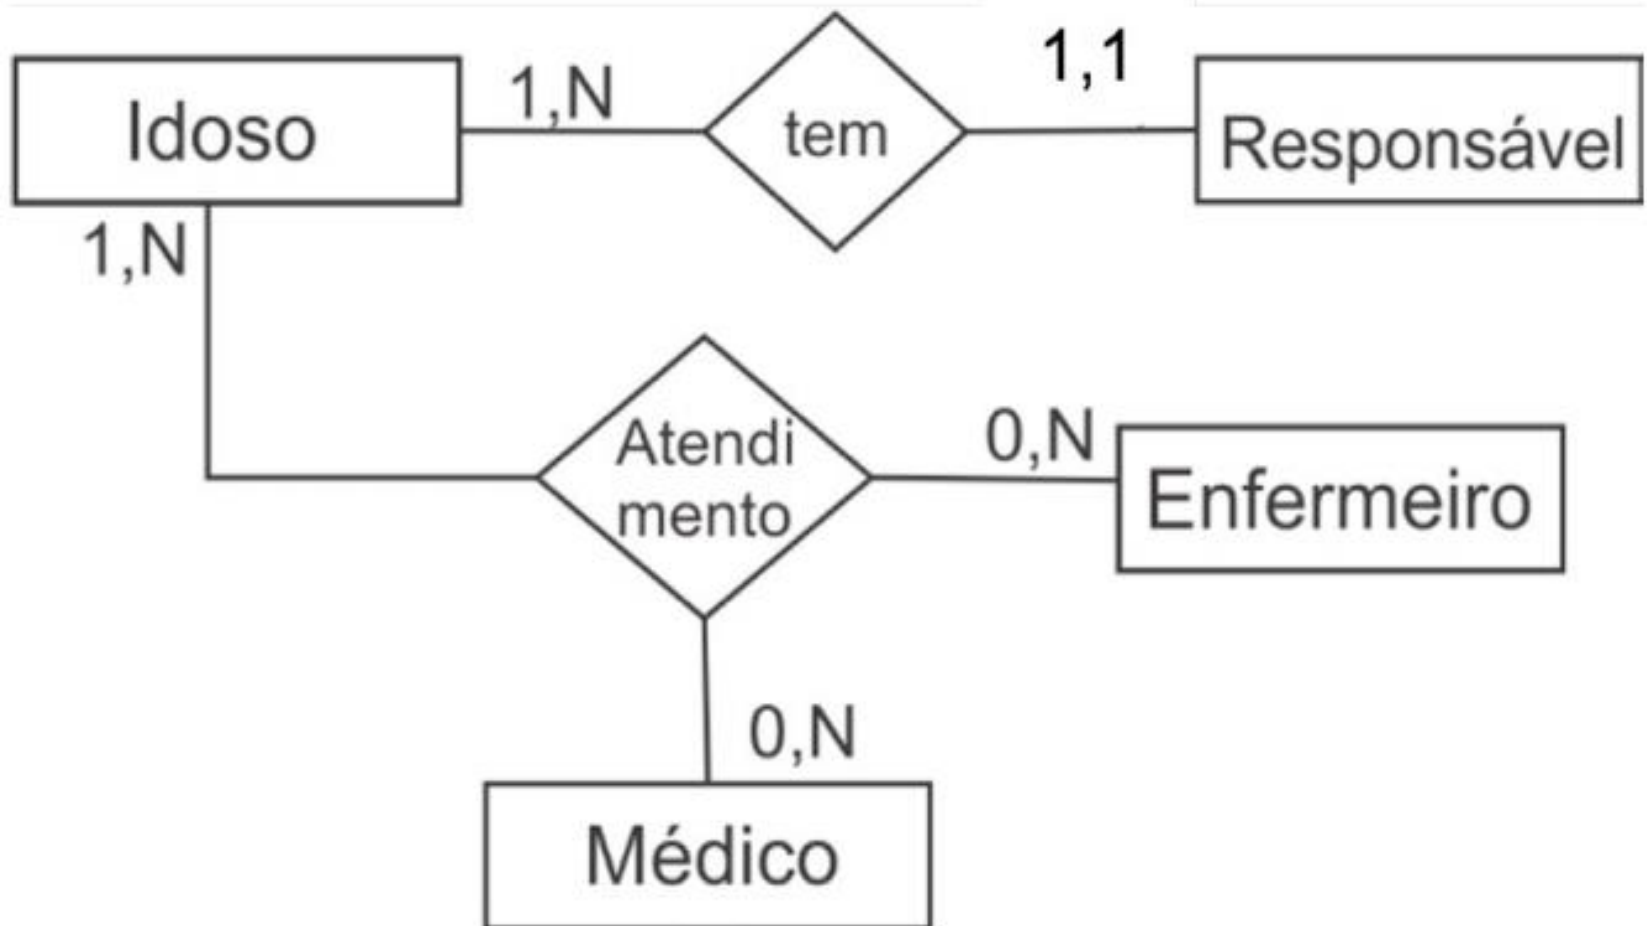 Idoso
1,N
tem
1,1
Responsável
1,N
Atendi
mento
0,N
Enfermeiro
0,N
Médico